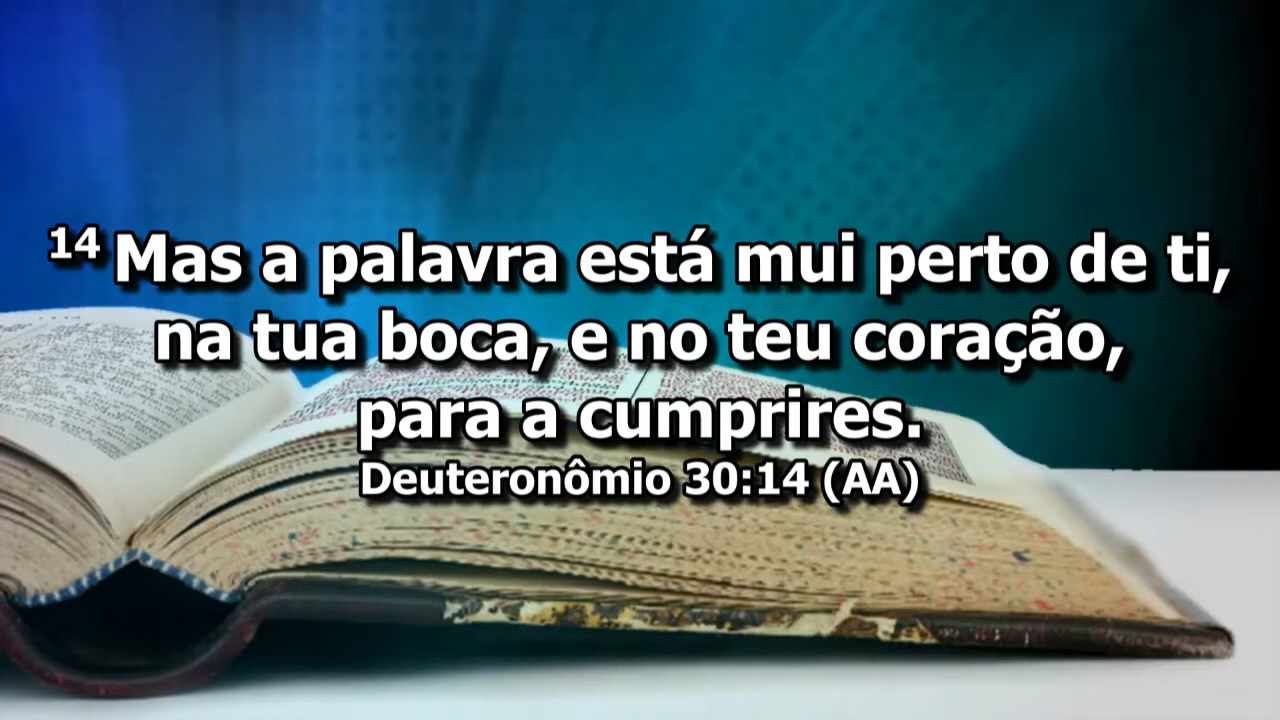 14 Mas a palavra está mui perto de ti,
na tua boca, e no teu coração,
para a cumprires.
Deuteronômio 30:14 (AA)